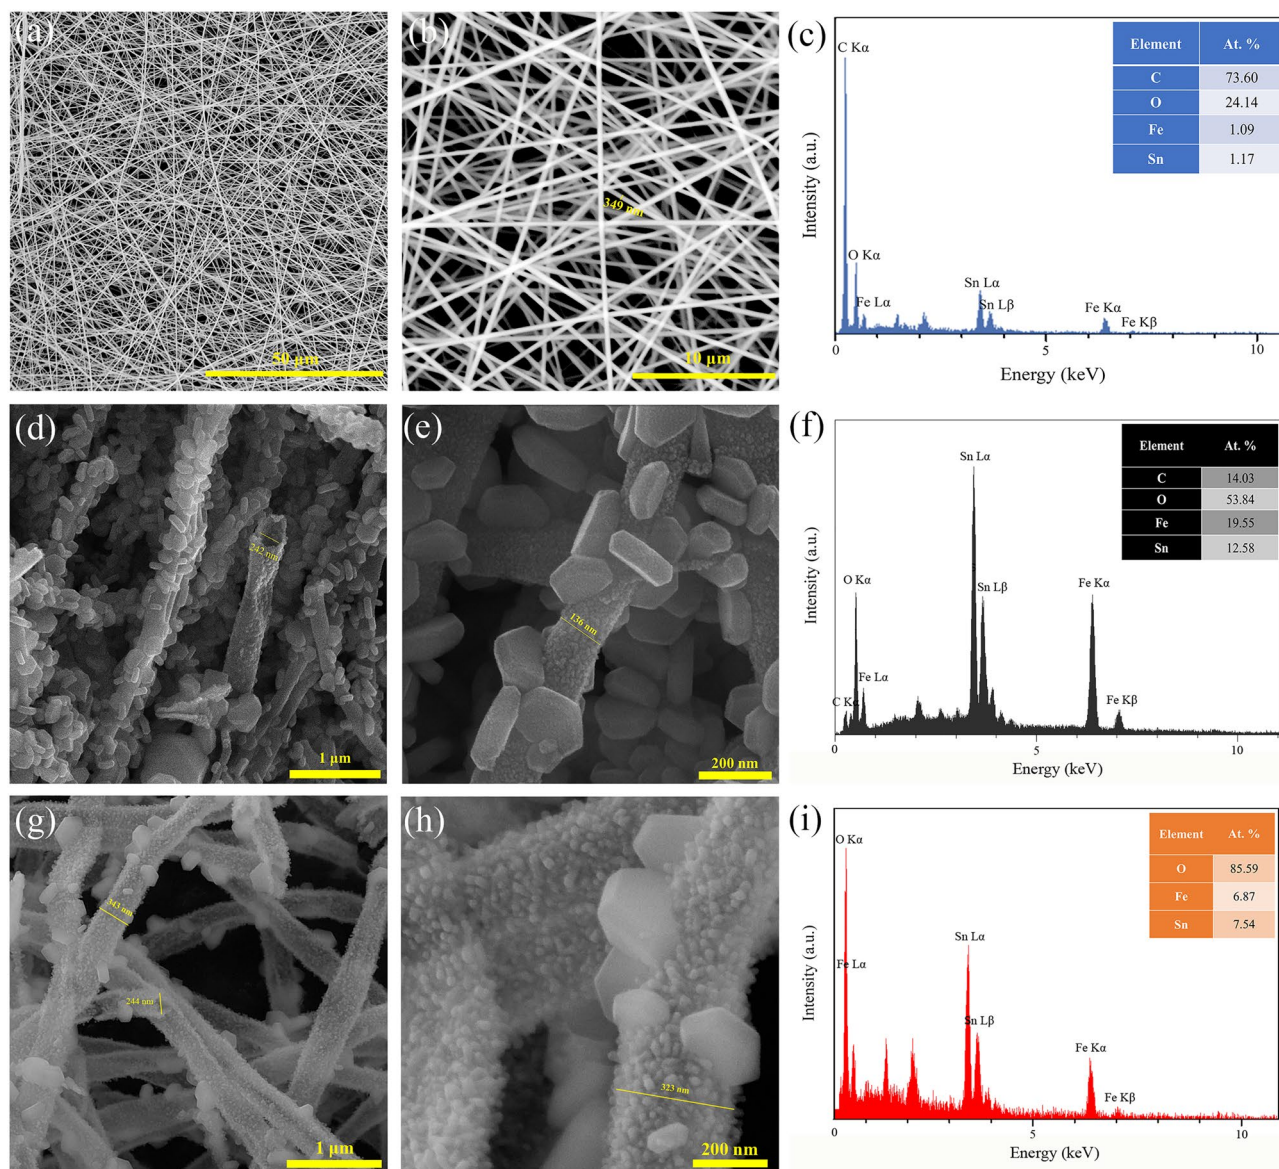 (a)
50 μm
(b)
349 nm
10 μm
(c)
Element At. %
C 73.60
O 24.14
Fe 1.09
Sn 1.17
C Kα
O Kα
Fe Lα
Sn Lα
Sn Lβ
Fe Kα
Fe Kβ
Intensity (a.u.)
0 5 10
Energy (keV)
(d)
242 nm
1 μm
(e)
136 nm
200 nm
(f)
Element At. %
C 14.03
O 53.84
Fe 19.55
Sn 12.58
Sn Lα
Sn Lβ
O Kα
Fe Kα
Fe Lα
C Kα
Fe Kβ
Intensity (a.u.)
0 5 10
Energy (keV)
(g)
343 nm
244 nm
1 μm
(h)
323 nm
200 nm
(i)
Element At. %
O 85.59
Fe 6.87
Sn 7.54
O Kα
Fe Lα
Sn Lα
Sn Lβ
Fe Kα
Fe Kβ
Intensity (a.u.)
0 5 10
Energy (keV)